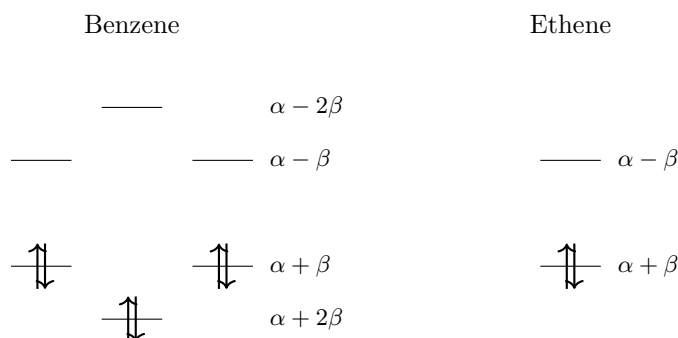 Benzene
Ethene
α − 2β
α − β
α − β
α + β
α + β
α + 2β